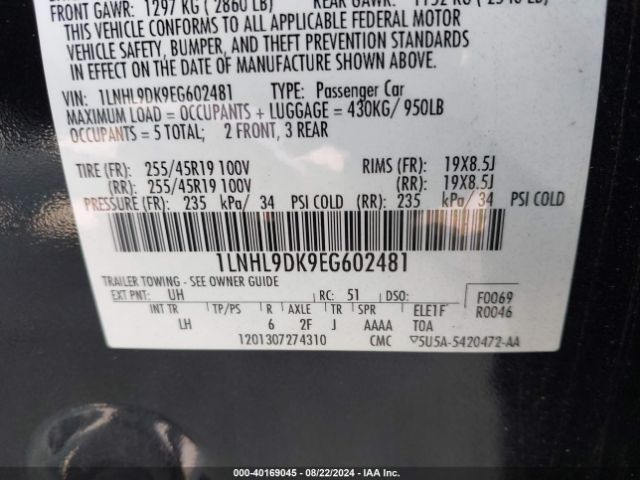 FRONT GAWR: 1297 KG ( 2860 LB) REAR GAWR:
THIS VEHICLE CONFORMS TO ALL APPLICABLE FEDERAL MOTOR
VEHICLE SAFETY, BUMPER, AND THEFT PREVENTION STANDARDS
IN EFFECT ON THE DATE OF MANUFACTURE SHOWN ABOVE.
VIN: 1LNHL9DK9EG602481 TYPE: Passenger Car
MAXIMUM LOAD = OCCUPANTS + LUGGAGE = 430KG/ 950LB
OCCUPANTS = 5 TOTAL; 2 FRONT, 3 REAR
TIRE (FR): 255/45R19 100V RIMS (FR): 19X8.5J
(RR): 255/45R19 100V (RR): 19X8.5J
PRESSURE (FR): 235 kPa/ 34 PSI COLD (RR): 235 kPa/ 34 PSI COLD
1LNHL9DK9EG602481
TRAILER TOWING - SEE OWNER GUIDE
EXT PNT: UH RC: 51 DSO: F0069
INT TR TP/PS R AXLE TR SPR ELE1F R0046
LH 6 2F J AAAA TOA
1201307274310 CMC ▽5U5A-5420472-AA
000-40169045 - 08/22/2024 - IAA Inc.